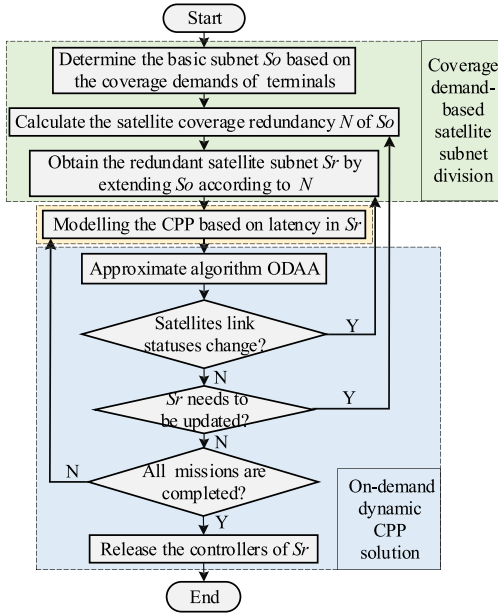 Start
Determine the basic subnet So based on
the coverage demands of terminals
Calculate the satellite coverage redundancy N of So
Obtain the redundant satellite subnet Sr by
extending So according to N
Coverage
demand-
based
satellite
subnet
division
Modelling the CPP based on latency in Sr
Approximate algorithm ODAA
Satellites link
statuses change?
Y
N
Sr needs to
be updated?
Y
N
All missions are
completed?
N
Y
Release the controllers of Sr
On-demand
dynamic
CPP
solution
End